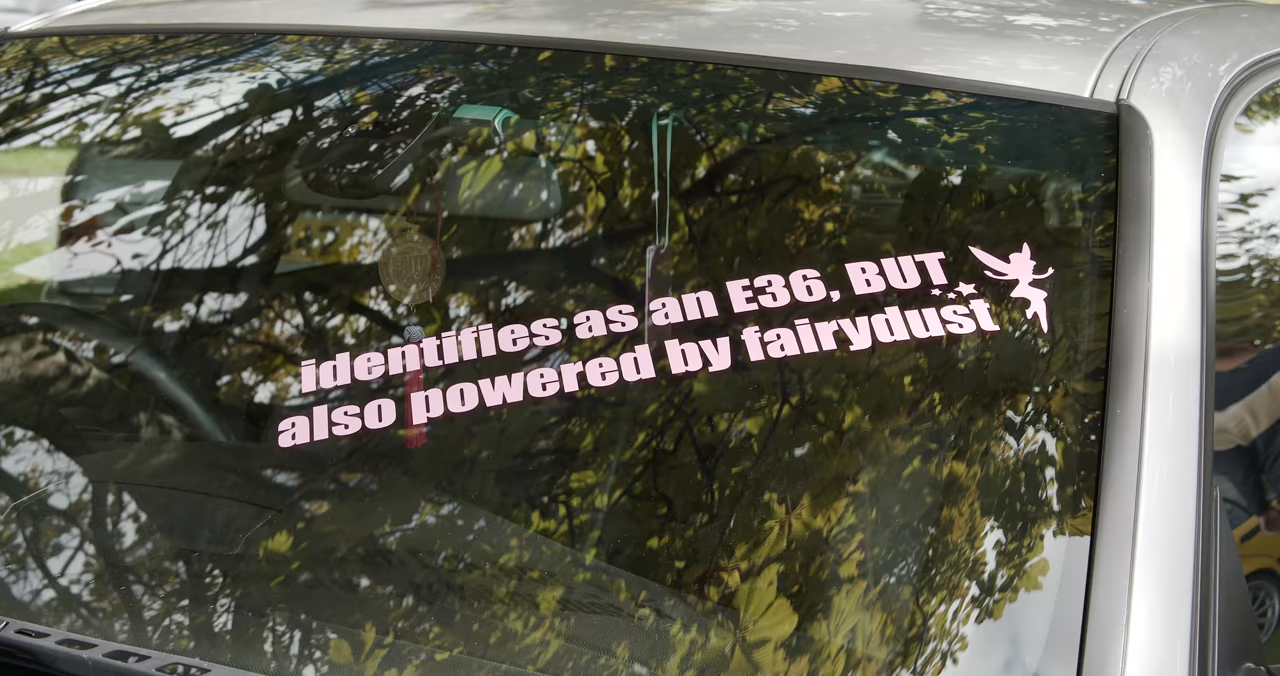 identifies as an E36, BUT
also powered by fairydust